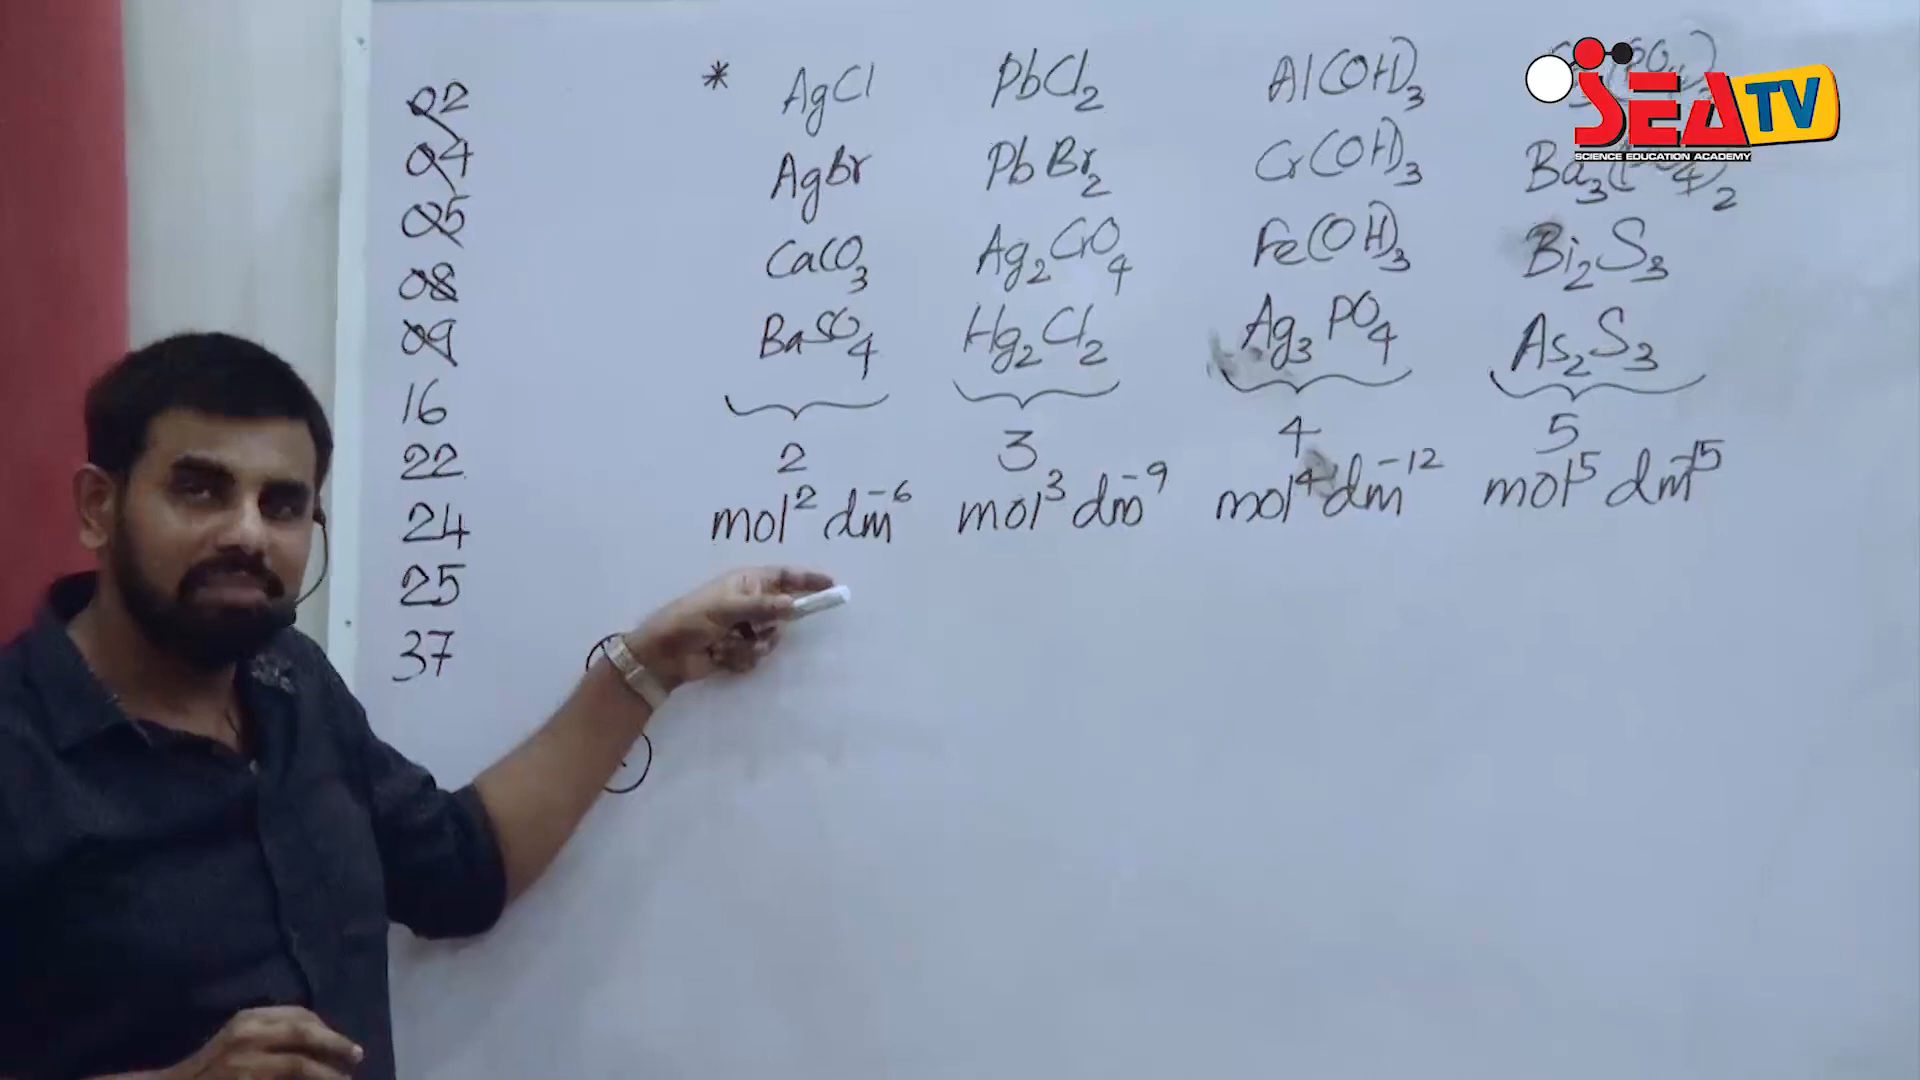 02
04
05
08
09
16
22
24
25
37
* AgCl PbCl2 Al(OH)3
AgBr PbBr2 Cr(OH)3 Ba3(PO4)2
CaCO3 Ag2CrO4 Fe(OH)3 Bi2S3
BaSO4 Hg2Cl2 Ag3PO4 As2S3
2 3 4 5
mol² dm⁻⁶ mol³ dm⁻⁹ mol⁴ dm⁻¹² mol⁵ dm⁻¹⁵
SEA TV
SCIENCE EDUCATION ACADEMY